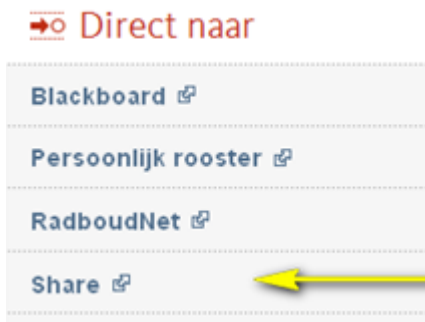 Direct naar
Blackboard
Persoonlijk rooster
RadboudNet
Share